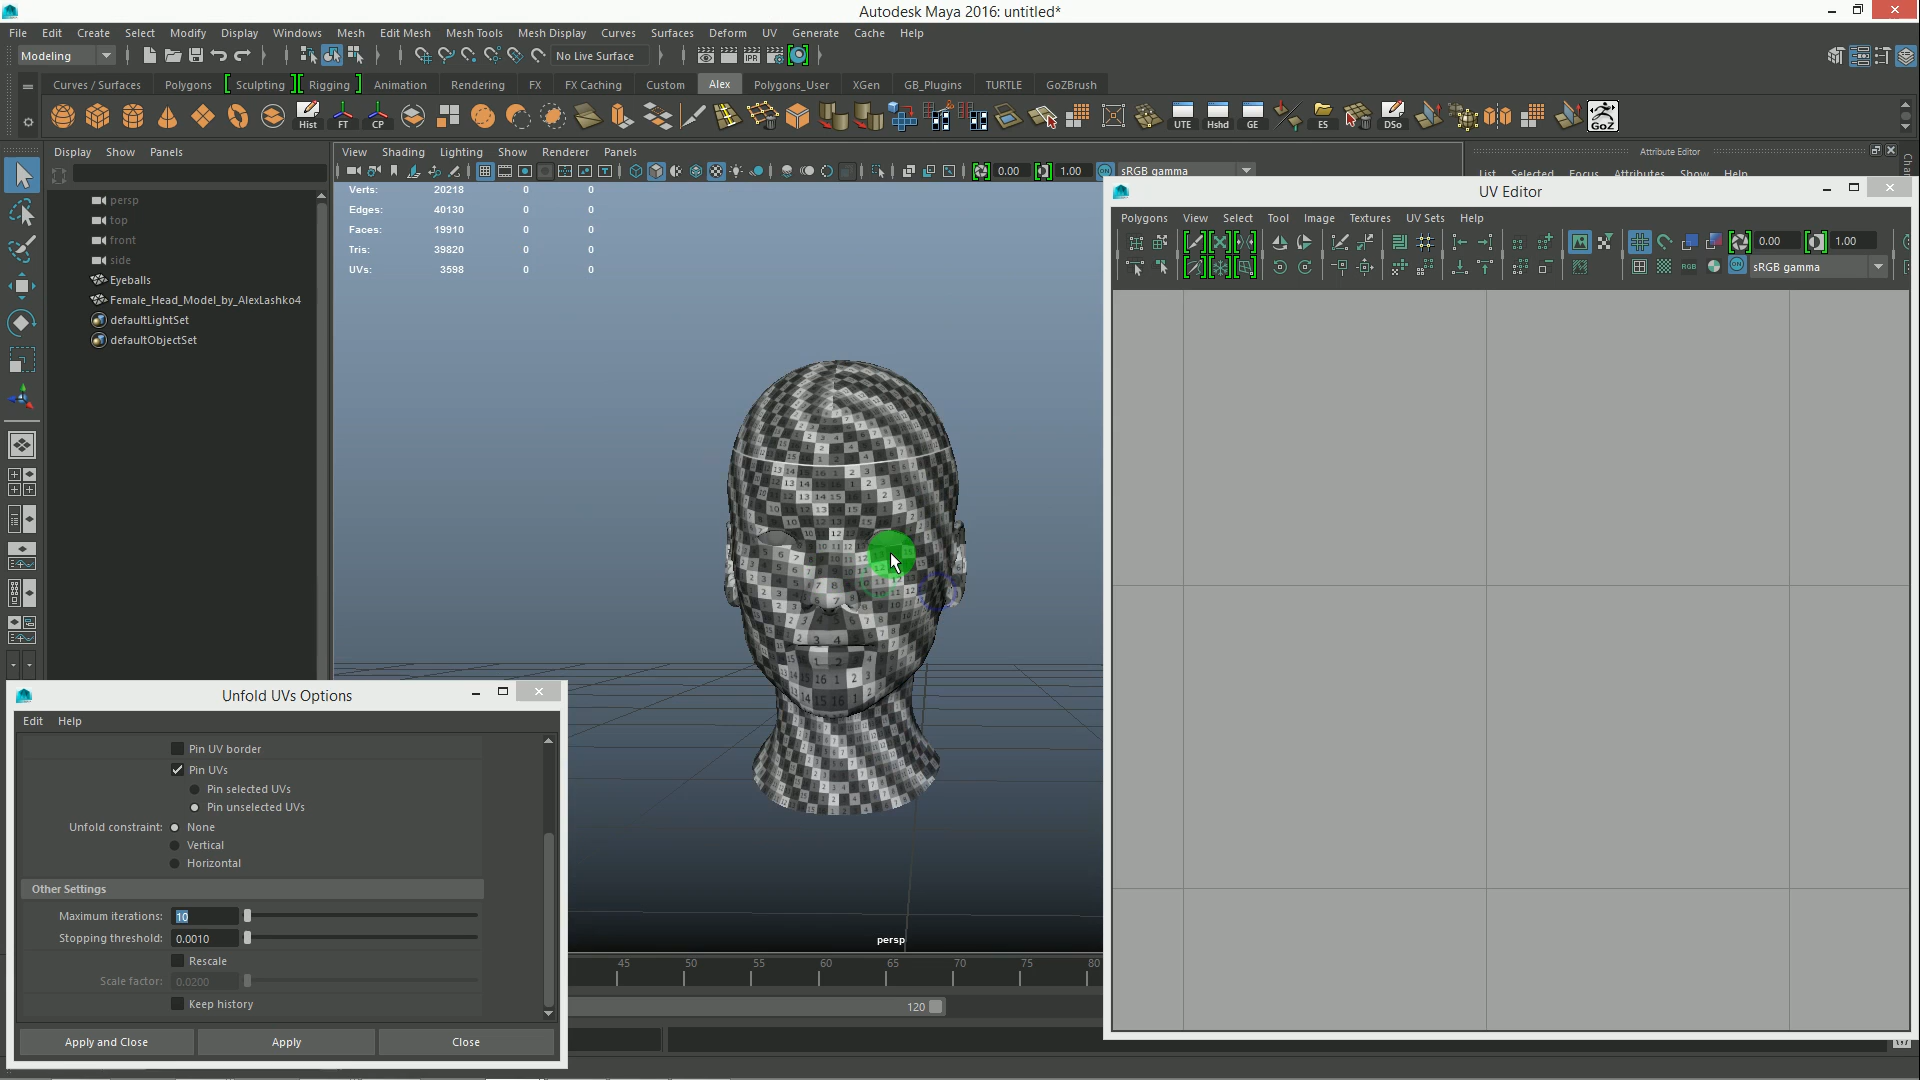 Autodesk Maya 2016: untitled*
File Edit Create Select Modify Display Windows Mesh Edit Mesh Mesh Tools Mesh Display Curves Surfaces Deform UV Generate Cache Help
Modeling No Live Surface
Curves / Surfaces Polygons Sculpting Rigging Animation Rendering FX FX Caching Custom Alex Polygons_User XGen GB_Plugins TURTLE GoZBrush
Hist FT CP UTE Hshd GE ES DSo GoZ
Display Show Panels
View Shading Lighting Show Renderer Panels
Attribute Editor
List Selected Focus Attributes Show Help
0.00 1.00 sRGB gamma
persp
top
front
side
Eyeballs
Female_Head_Model_by_AlexLashko4
defaultLightSet
defaultObjectSet
Verts: 20218 0 0
Edges: 40130 0 0
Faces: 19910 0 0
Tris: 39820 0 0
UVs: 3598 0 0
persp
UV Editor
Polygons View Select Tool Image Textures UV Sets Help
0.00 1.00
RGB ON sRGB gamma
Unfold UVs Options
Edit Help
Pin UV border
Pin UVs
Pin selected UVs
Pin unselected UVs
Unfold constraint: None
Vertical
Horizontal
Other Settings
Maximum iterations: 10
Stopping threshold: 0.0010
Rescale
Scale factor: 0.0200
Keep history
Apply and Close Apply Close
45 50 55 60 65 70 75 80
120